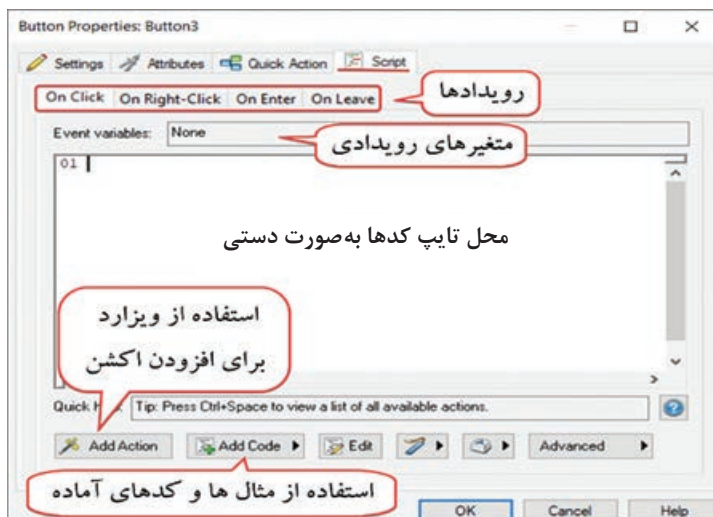 Button Properties: Button3
Settings Attributes Quick Action Script
On Click On Right-Click On Enter On Leave
رویدادها
Event variables: None
متغیرهای رویدادی
01
محل تایپ کدها به‌صورت دستی
استفاده از ویزارد
برای افزودن اکشن
Quick Tip: Press Ctrl+Space to view a list of all available actions.
Add Action Add Code Edit Advanced
استفاده از مثال ها و کدهای آماده
OK Cancel Help